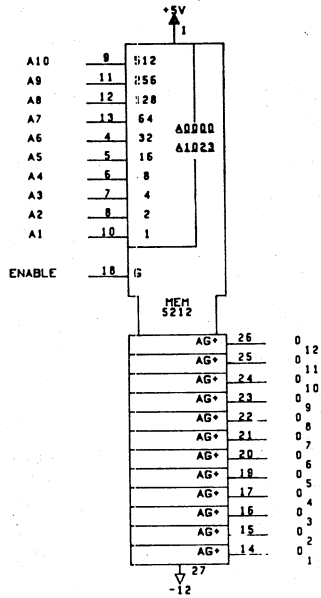 +5V
1
A10 9 512
A9 11 256
A8 12 128
A7 13 64
A6 4 32
A5 5 16
A4 6 8
A3 7 4
A2 8 2
A1 10 1
A0000
A1023
ENABLE 18 G
MEM
5212
AG+ 26 O12
AG+ 25 O11
AG+ 24 O10
AG+ 23 O9
AG+ 22 O8
AG+ 21 O7
AG+ 20 O6
AG+ 19 O5
AG+ 17 O4
AG+ 16 O3
AG+ 15 O2
AG+ 14 O1
27
-12